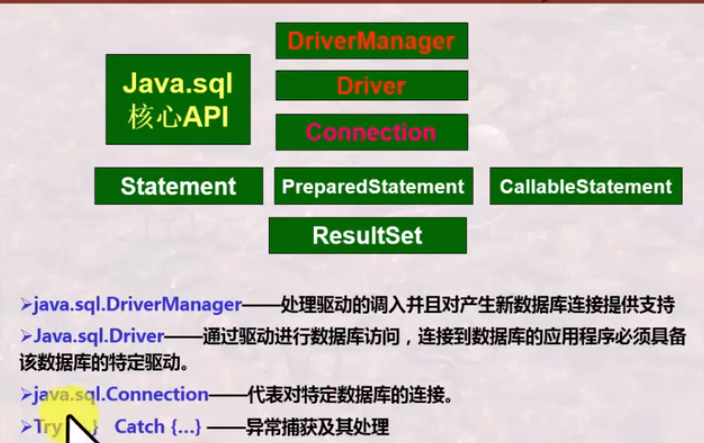 DriverManager
Java.sql
核心API
Driver
Connection
Statement
PreparedStatement
CallableStatement
ResultSet
➢java.sql.DriverManager——处理驱动的调入并且对产生新数据库连接提供支持
➢Java.sql.Driver——通过驱动进行数据库访问，连接到数据库的应用程序必须具备
该数据库的特定驱动。
➢java.sql.Connection——代表对特定数据库的连接。
➢Try } Catch {...} ——异常捕获及其处理